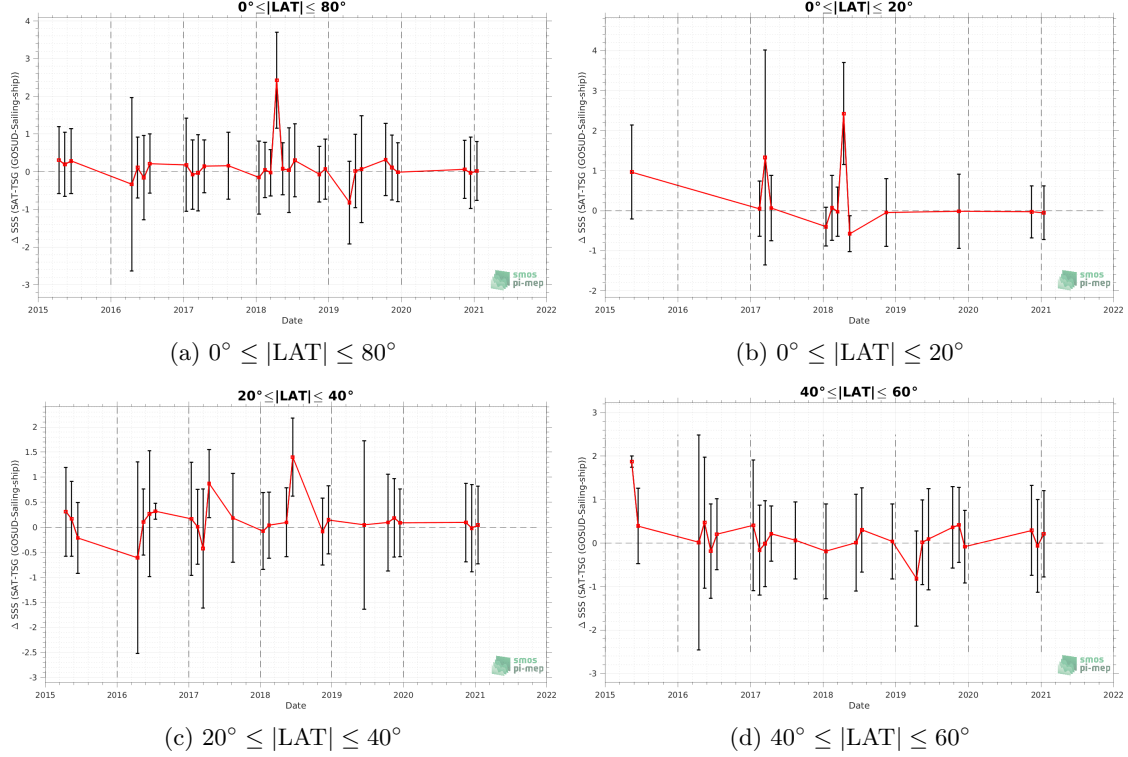 0°≤|LAT|≤ 80°
Δ SSS (SAT-TSG (GOSUD-Sailing-ship))
4
3
2
1
0
-1
-2
-3
2015 2016 2017 2018 2019 2020 2021 2022
Date
smos
pi-mep
(a) 0° ≤ |LAT| ≤ 80°
0°≤|LAT|≤ 20°
Δ SSS (SAT-TSG (GOSUD-Sailing-ship))
4
3
2
1
0
-1
-2
2015 2016 2017 2018 2019 2020 2021 2022
Date
smos
pi-mep
(b) 0° ≤ |LAT| ≤ 20°
20°≤|LAT|≤ 40°
Δ SSS (SAT-TSG (GOSUD-Sailing-ship))
2
1.5
1
0.5
0
-0.5
-1
-1.5
-2
-2.5
-3
2015 2016 2017 2018 2019 2020 2021 2022
Date
smos
pi-mep
(c) 20° ≤ |LAT| ≤ 40°
40°≤|LAT|≤ 60°
Δ SSS (SAT-TSG (GOSUD-Sailing-ship))
3
2
1
0
-1
-2
-3
2015 2016 2017 2018 2019 2020 2021 2022
Date
smos
pi-mep
(d) 40° ≤ |LAT| ≤ 60°